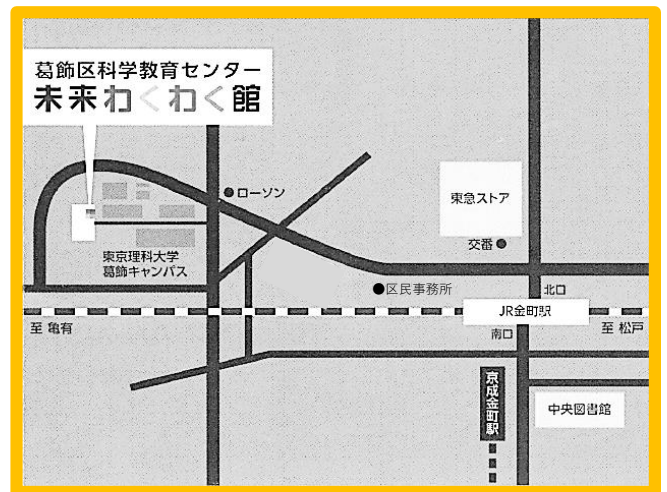 葛飾区科学教育センター
未来わくわく館
ローソン
東急ストア
交番
東京理科大学
葛飾キャンパス
区民事務所
北口
JR金町駅
至 亀有
南口
至 松戸
京成金町駅
中央図書館